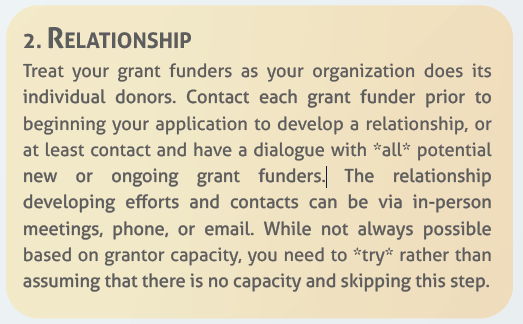 2. RELATIONSHIP
Treat your grant funders as your organization does its
individual donors. Contact each grant funder prior to
beginning your application to develop a relationship, or
at least contact and have a dialogue with *all* potential
new or ongoing grant funders. The relationship
developing efforts and contacts can be via in-person
meetings, phone, or email. While not always possible
based on grantor capacity, you need to *try* rather than
assuming that there is no capacity and skipping this step.